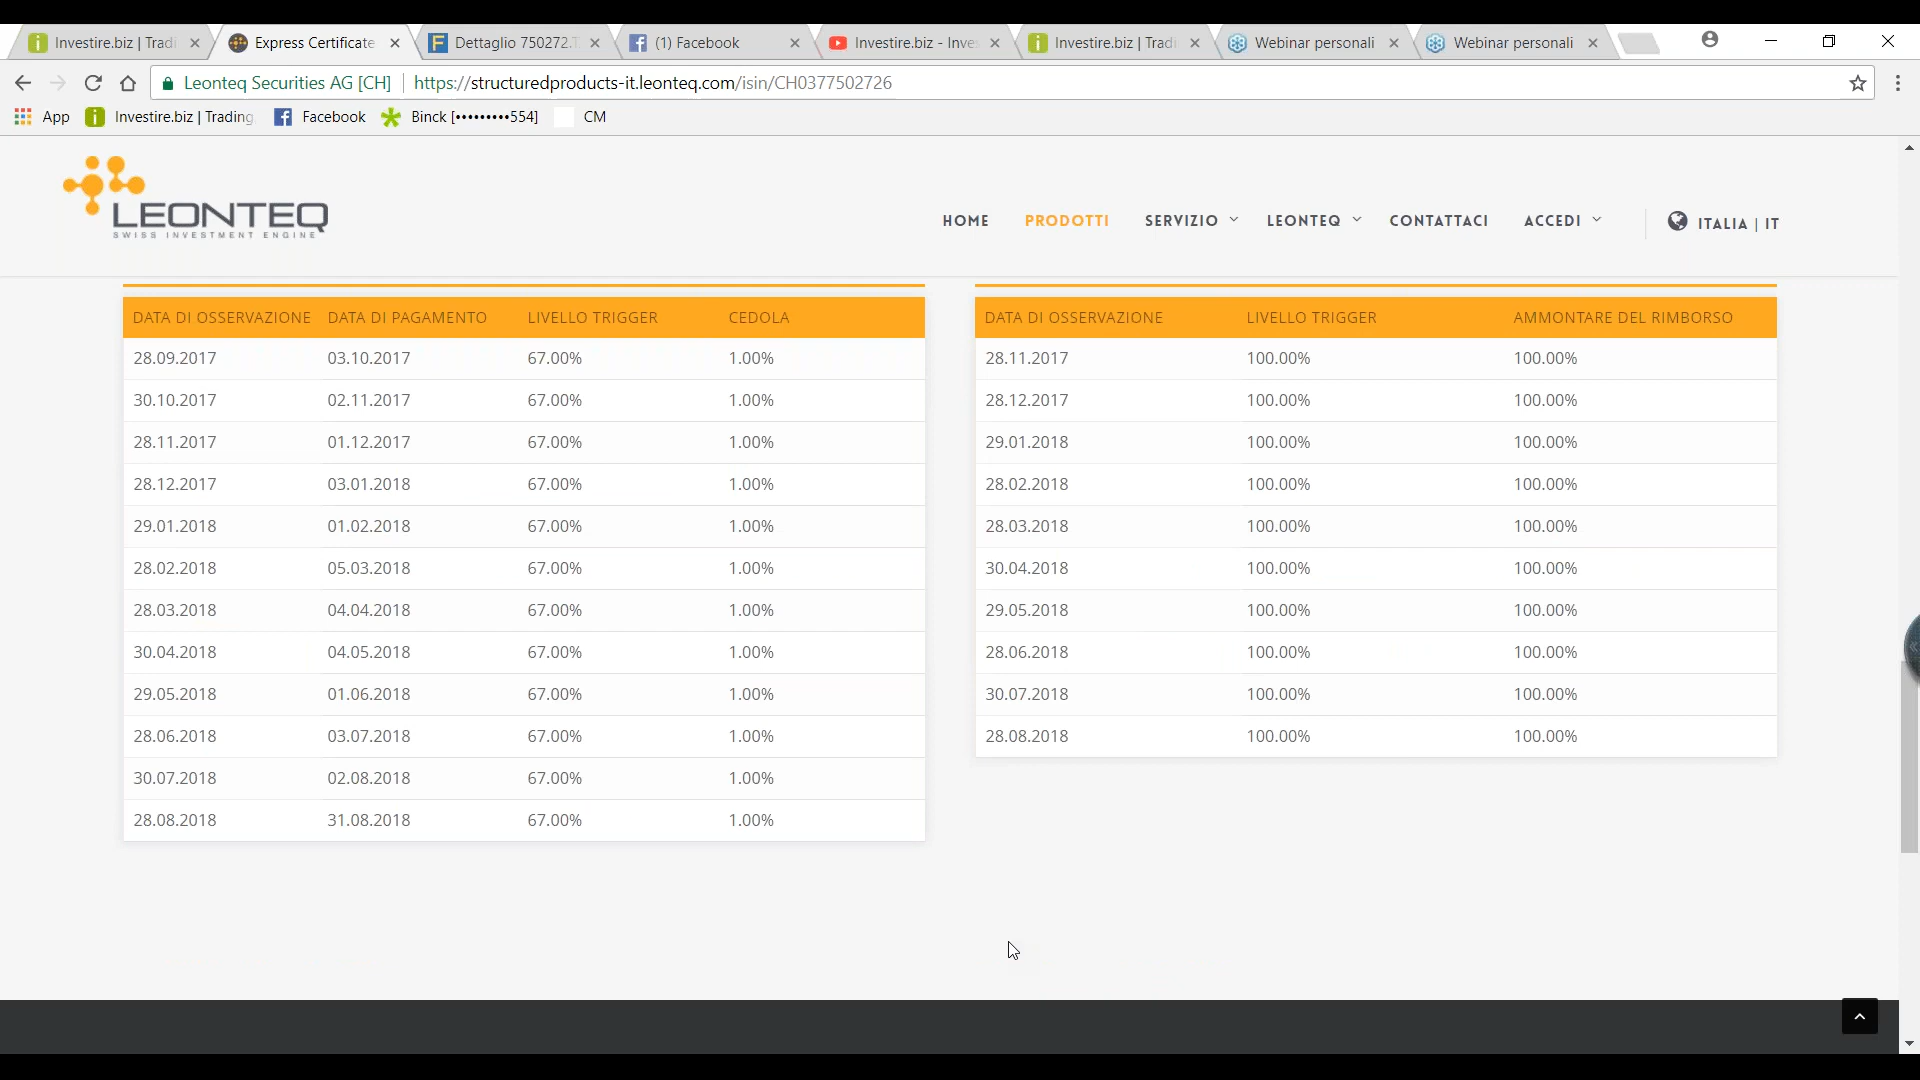 Investire.biz | Tradi
Express Certificate
Dettaglio 750272.T
(1) Facebook
Investire.biz - Inves
Investire.biz | Tradi
Webinar personali
Webinar personali
Leonteq Securities AG [CH] https://structuredproducts-it.leonteq.com/isin/CH0377502726
App Investire.biz | Trading Facebook Binck [•••••••••554] CM
LEONTEQ
SWISS INVESTMENT ENGINE
HOME PRODOTTI SERVIZIO LEONTEQ CONTATTACI ACCEDI ITALIA | IT
DATA DI OSSERVAZIONE DATA DI PAGAMENTO LIVELLO TRIGGER CEDOLA
28.09.2017 03.10.2017 67.00% 1.00%
30.10.2017 02.11.2017 67.00% 1.00%
28.11.2017 01.12.2017 67.00% 1.00%
28.12.2017 03.01.2018 67.00% 1.00%
29.01.2018 01.02.2018 67.00% 1.00%
28.02.2018 05.03.2018 67.00% 1.00%
28.03.2018 04.04.2018 67.00% 1.00%
30.04.2018 04.05.2018 67.00% 1.00%
29.05.2018 01.06.2018 67.00% 1.00%
28.06.2018 03.07.2018 67.00% 1.00%
30.07.2018 02.08.2018 67.00% 1.00%
28.08.2018 31.08.2018 67.00% 1.00%
DATA DI OSSERVAZIONE LIVELLO TRIGGER AMMONTARE DEL RIMBORSO
28.11.2017 100.00% 100.00%
28.12.2017 100.00% 100.00%
29.01.2018 100.00% 100.00%
28.02.2018 100.00% 100.00%
28.03.2018 100.00% 100.00%
30.04.2018 100.00% 100.00%
29.05.2018 100.00% 100.00%
28.06.2018 100.00% 100.00%
30.07.2018 100.00% 100.00%
28.08.2018 100.00% 100.00%